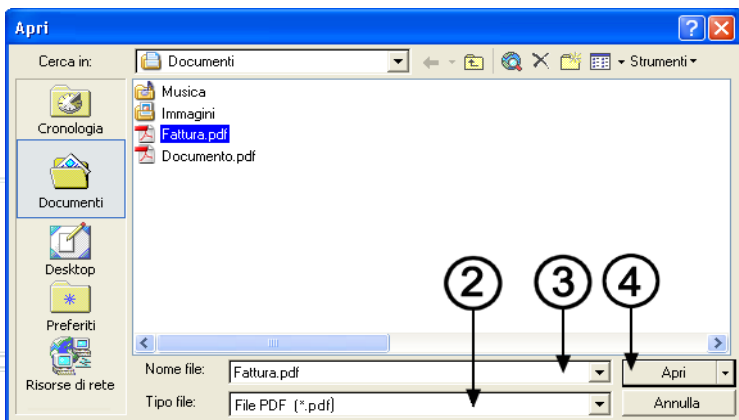 Apri
Cerca in:
Documenti
Strumenti
Cronologia
Documenti
Desktop
Preferiti
Risorse di rete
Musica
Immagini
Fattura.pdf
Documento.pdf
2 3 4
Nome file: Fattura.pdf Apri
Tipo file: File PDF (*.pdf) Annulla